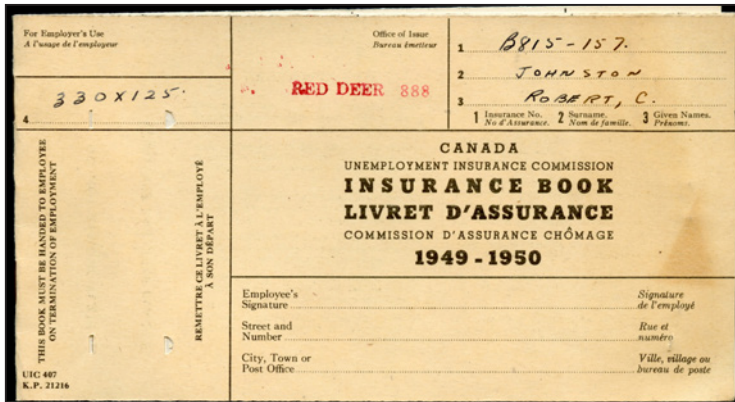 For Employer's Use
A l'usage de l'employeur
330X125.
4
Office of Issue
Bureau émetteur
RED DEER 888
1 B815-157.
2 JOHNSTON
3 ROBERT, C.
1 Insurance No. 2 Surname. 3 Given Names.
No d'Assurance. Nom de famille. Prénoms.
THIS BOOK MUST BE HANDED TO EMPLOYEE
ON TERMINATION OF EMPLOYMENT
REMETTRE CE LIVRET À L'EMPLOYÉ
À SON DÉPART
UIC 407
K.P. 21216
CANADA
UNEMPLOYMENT INSURANCE COMMISSION
INSURANCE BOOK
LIVRET D'ASSURANCE
COMMISSION D'ASSURANCE CHÔMAGE
1949-1950
Employee's Signature
Signature de l'employé
Street and Number
Rue et numéro
City, Town or Post Office
Ville, village ou bureau de poste